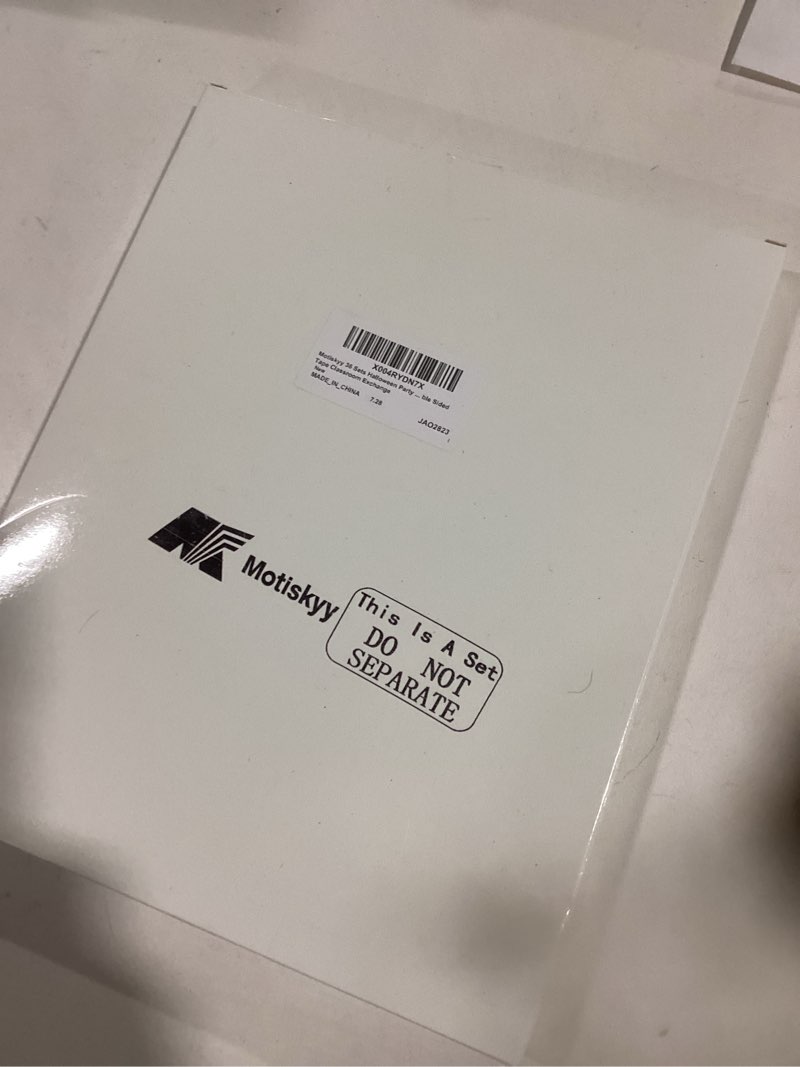 X004RYDN7X
Motiskyy 38 Sets Halloween Party ... ble Sided
Tape Classroom Exchange
New
MADE_IN_CHINA 7.28
JAO2823
Motiskyy
This Is A Set
DO NOT
SEPARATE